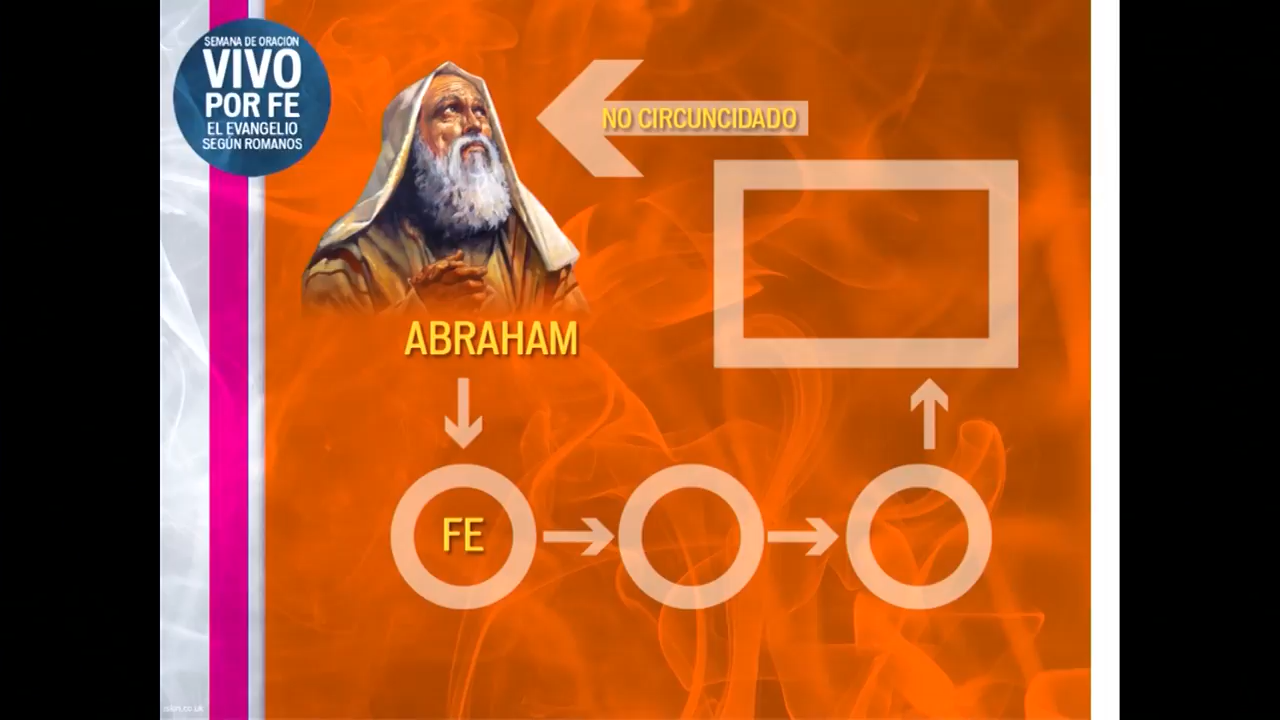 SEMANA DE ORACIÓN
VIVO
POR FE
EL EVANGELIO
SEGÚN ROMANOS
NO CIRCUNCIDADO
ABRAHAM
FE